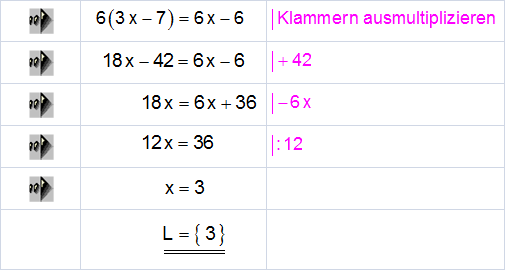 6(3x − 7) = 6x − 6 |Klammern ausmultiplizieren
18x − 42 = 6x − 6 |+ 42
18x = 6x + 36 |−6x
12x = 36 |:12
x = 3
L = { 3 }